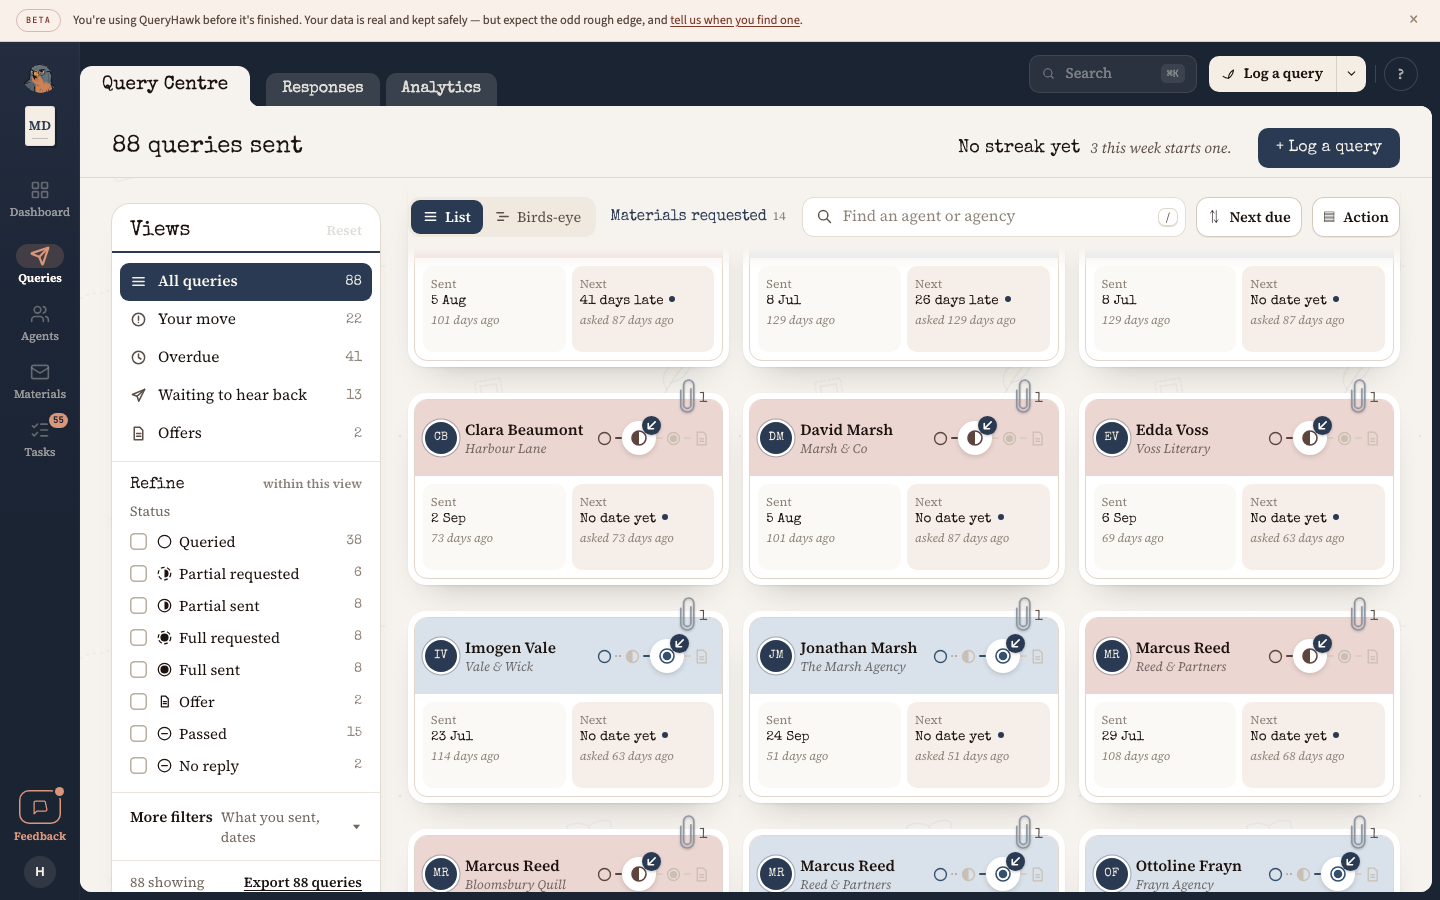 BETA
You're using QueryHawk before it's finished. Your data is real and kept safely — but expect the odd rough edge, and tell us when you find one.
×
MD
Query Centre
Responses
Analytics
Search
⌘K
Log a query
?
88 queries sent
No streak yet
3 this week starts one.
+ Log a query
Dashboard
Queries
Agents
Materials
55
Tasks
Feedback
H
Views
Reset
All queries 88
Your move 22
Overdue 41
Waiting to hear back 13
Offers 2
Refine
within this view
Status
Queried 38
Partial requested 6
Partial sent 8
Full requested 8
Full sent 8
Offer 2
Passed 15
No reply 2
More filters
What you sent,
dates
88 showing
Export 88 queries
List
Birds-eye
Materials requested 14
Find an agent or agency
/
Next due
Action
Sent
5 Aug
101 days ago
Next
41 days late
asked 87 days ago
Sent
8 Jul
129 days ago
Next
26 days late
asked 129 days ago
Sent
8 Jul
129 days ago
Next
No date yet
asked 87 days ago
1
CB
Clara Beaumont
Harbour Lane
Sent
2 Sep
73 days ago
Next
No date yet
asked 73 days ago
1
DM
David Marsh
Marsh & Co
Sent
5 Aug
101 days ago
Next
No date yet
asked 87 days ago
1
EV
Edda Voss
Voss Literary
Sent
6 Sep
69 days ago
Next
No date yet
asked 63 days ago
1
IV
Imogen Vale
Vale & Wick
Sent
23 Jul
114 days ago
Next
No date yet
asked 63 days ago
1
JM
Jonathan Marsh
The Marsh Agency
Sent
24 Sep
51 days ago
Next
No date yet
asked 51 days ago
1
MR
Marcus Reed
Reed & Partners
Sent
29 Jul
108 days ago
Next
No date yet
asked 68 days ago
1
MR
Marcus Reed
Bloomsbury Quill
1
MR
Marcus Reed
Reed & Partners
1
OF
Ottoline Frayn
Frayn Agency